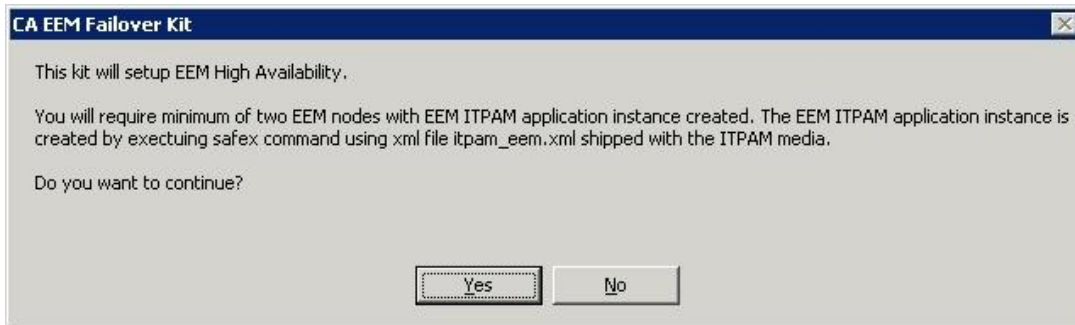 CA EEM Failover Kit
This kit will setup EEM High Availability.
You will require minimum of two EEM nodes with EEM ITPAM application instance created. The EEM ITPAM application instance is
created by exectuing safex command using xml file itpam_eem.xml shipped with the ITPAM media.
Do you want to continue?
Yes
No